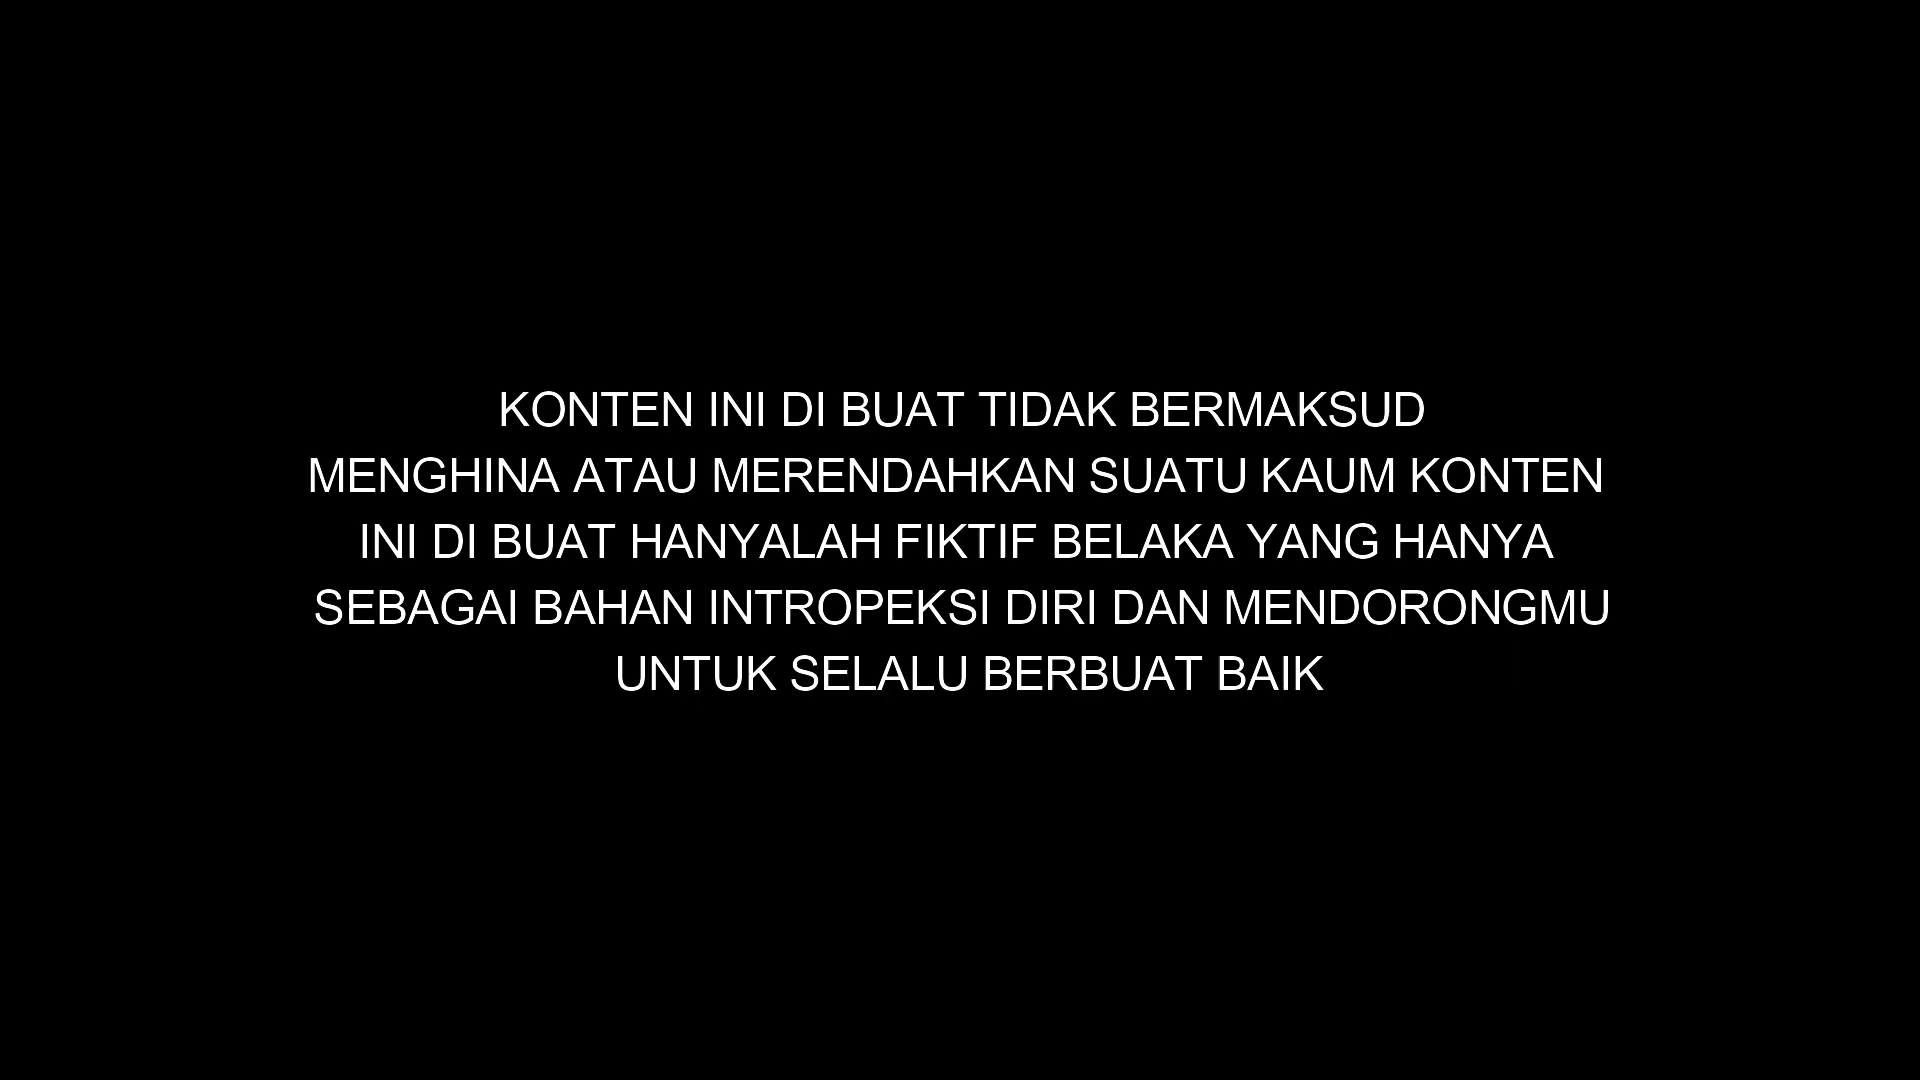 KONTEN INI DI BUAT TIDAK BERMAKSUD
MENGHINA ATAU MERENDAHKAN SUATU KAUM KONTEN
INI DI BUAT HANYALAH FIKTIF BELAKA YANG HANYA
SEBAGAI BAHAN INTROPEKSI DIRI DAN MENDORONGMU
UNTUK SELALU BERBUAT BAIK